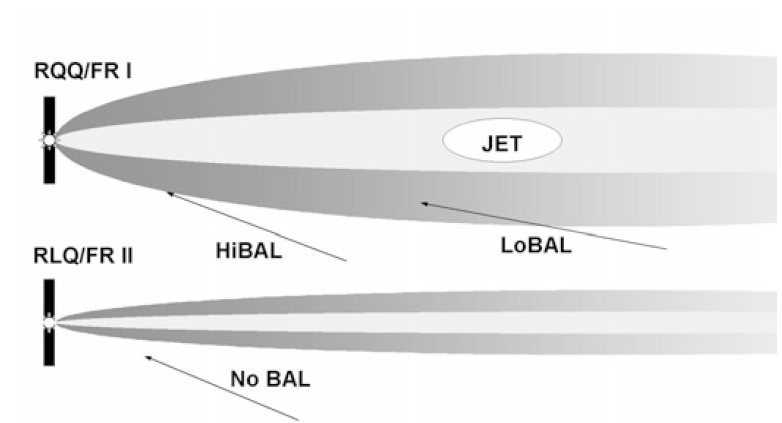 RQQ/FR I
JET
HiBAL
LoBAL
RLQ/FR II
No BAL